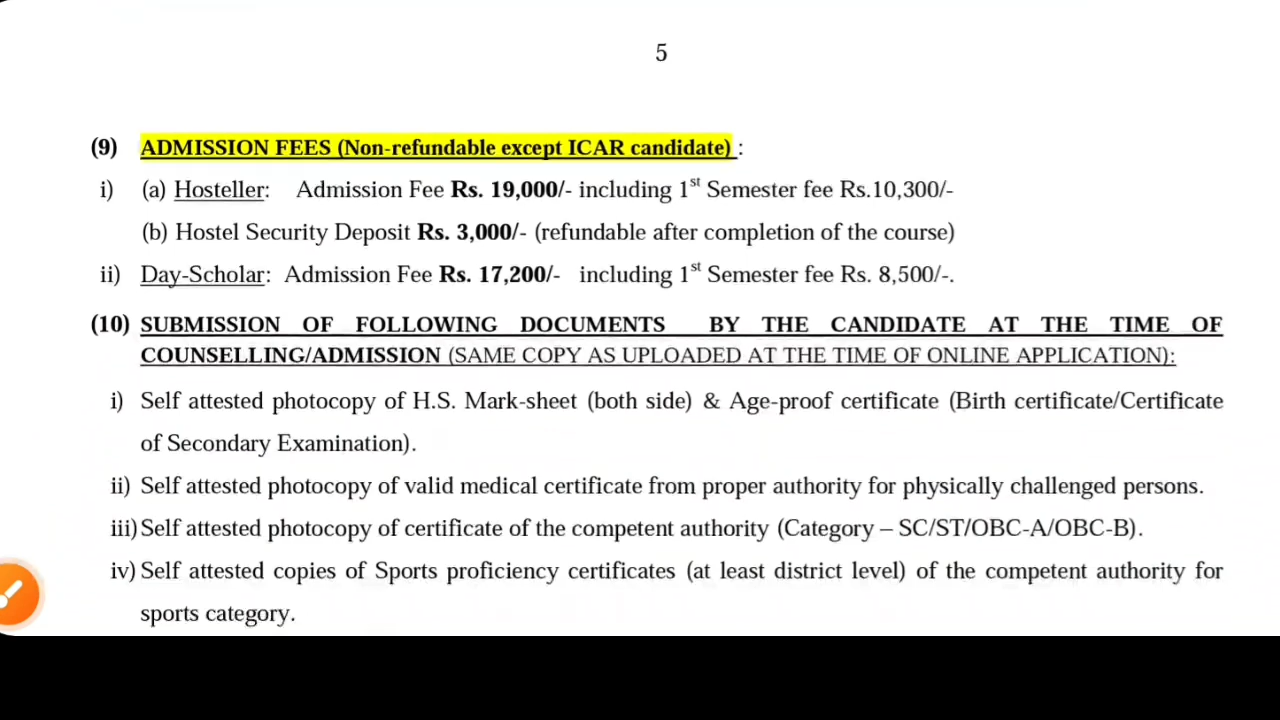 5
(9) ADMISSION FEES (Non-refundable except ICAR candidate) :
i) (a) Hosteller: Admission Fee Rs. 19,000/- including 1st Semester fee Rs.10,300/-
(b) Hostel Security Deposit Rs. 3,000/- (refundable after completion of the course)
ii) Day-Scholar: Admission Fee Rs. 17,200/- including 1st Semester fee Rs. 8,500/-.
(10) SUBMISSION OF FOLLOWING DOCUMENTS BY THE CANDIDATE AT THE TIME OF
COUNSELLING/ADMISSION (SAME COPY AS UPLOADED AT THE TIME OF ONLINE APPLICATION):
i) Self attested photocopy of H.S. Mark-sheet (both side) & Age-proof certificate (Birth certificate/Certificate
of Secondary Examination).
ii) Self attested photocopy of valid medical certificate from proper authority for physically challenged persons.
iii) Self attested photocopy of certificate of the competent authority (Category – SC/ST/OBC-A/OBC-B).
iv) Self attested copies of Sports proficiency certificates (at least district level) of the competent authority for
sports category.